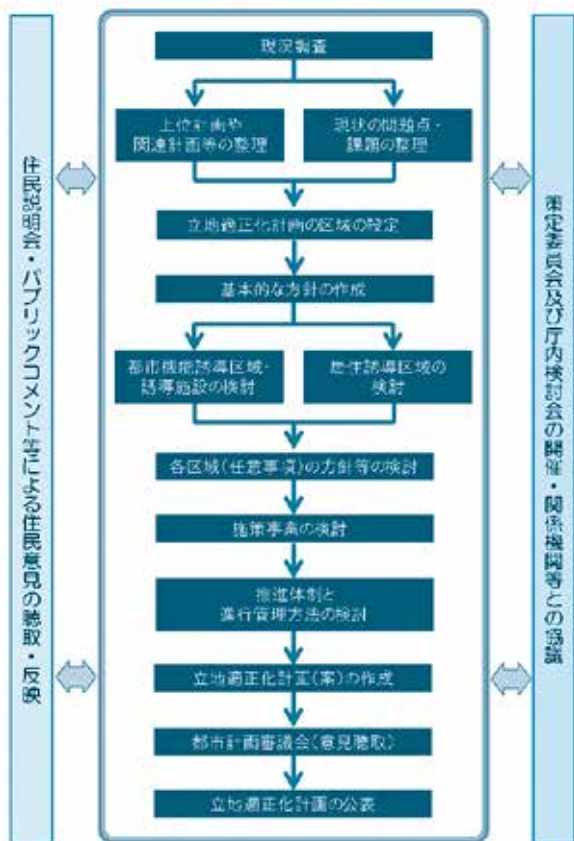 現況調査
上位計画や
関連計画等の整理
現状の問題点・
課題の整理
立地適正化計画の区域の設定
基本的な方針の作成
都市機能誘導区域・
誘導施設の検討
居住誘導区域の
検討
各区域(任意事項)の方針等の検討
施策事業の検討
推進体制と
進行管理方法の検討
立地適正化計画(案)の作成
都市計画審議会(意見聴取)
立地適正化計画の公表
住民説明会・パブリックコメント等による住民意見の聴取・反映
策定委員会及び庁内検討会の開催・関係機関等との協議